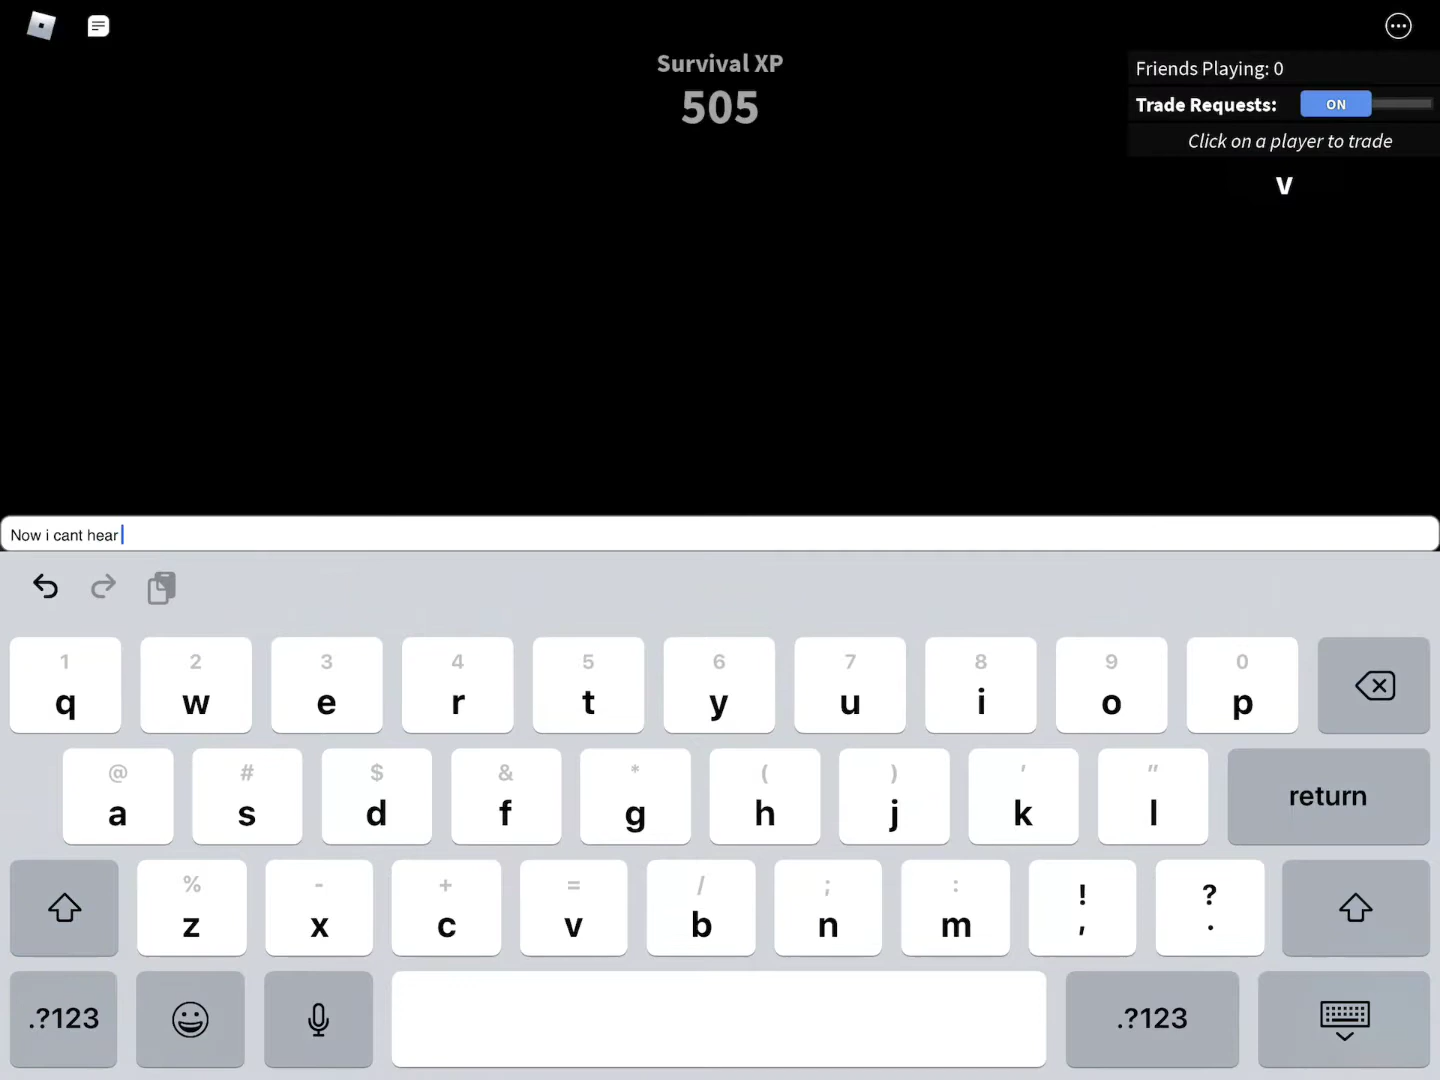 Survival XP
505
Friends Playing: 0
Trade Requests: ON
Click on a player to trade
v
Now i cant hear
1 2 3 4 5 6 7 8 9 0
q w e r t y u i o p
@ # $ & * ( ) ' "
a s d f g h j k l return
% - + = / ; : ! ?
z x c v b n m , .
.?123 .?123